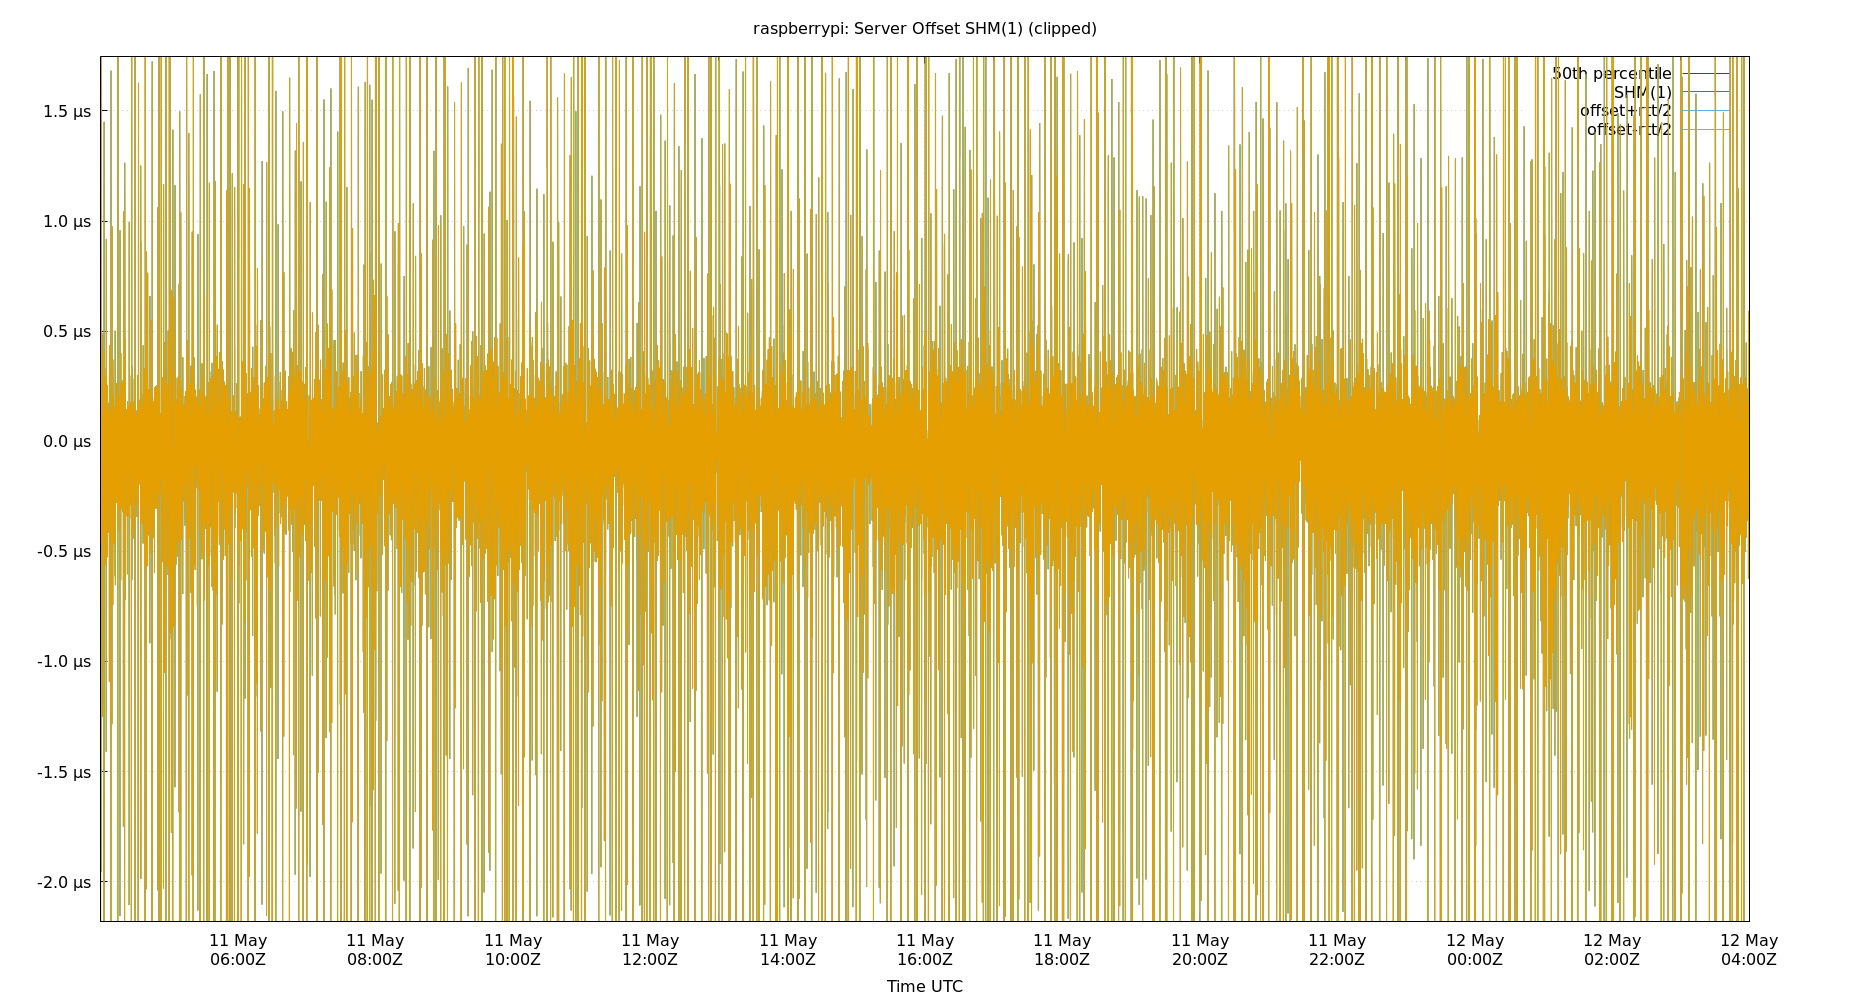 raspberrypi: Server Offset SHM(1) (clipped)
50th percentile
SHM(1)
offset+rtt/2
offset-rtt/2
1.5 µs
1.0 µs
0.5 µs
0.0 µs
-0.5 µs
-1.0 µs
-1.5 µs
-2.0 µs
11 May 11 May 11 May 11 May 11 May 11 May 11 May 11 May 11 May 12 May 12 May 12 May
06:00Z 08:00Z 10:00Z 12:00Z 14:00Z 16:00Z 18:00Z 20:00Z 22:00Z 00:00Z 02:00Z 04:00Z
Time UTC